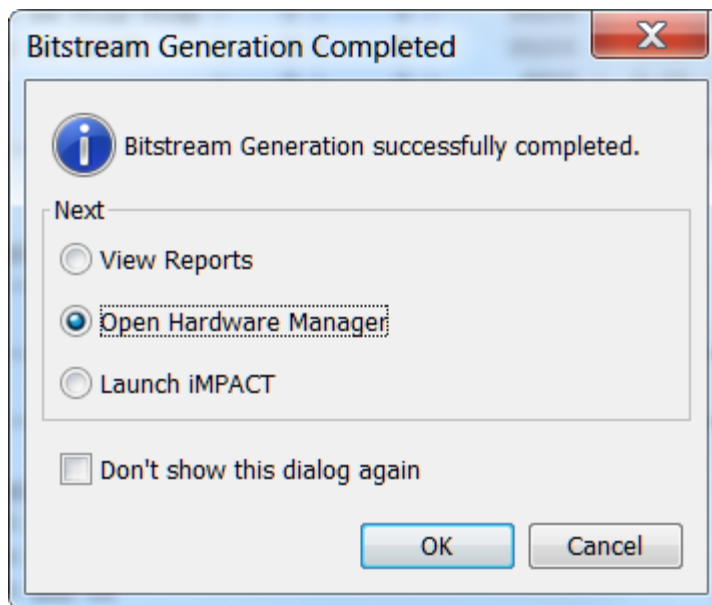 Bitstream Generation Completed
Bitstream Generation successfully completed.
Next
View Reports
Open Hardware Manager
Launch iMPACT
Don't show this dialog again
OK
Cancel